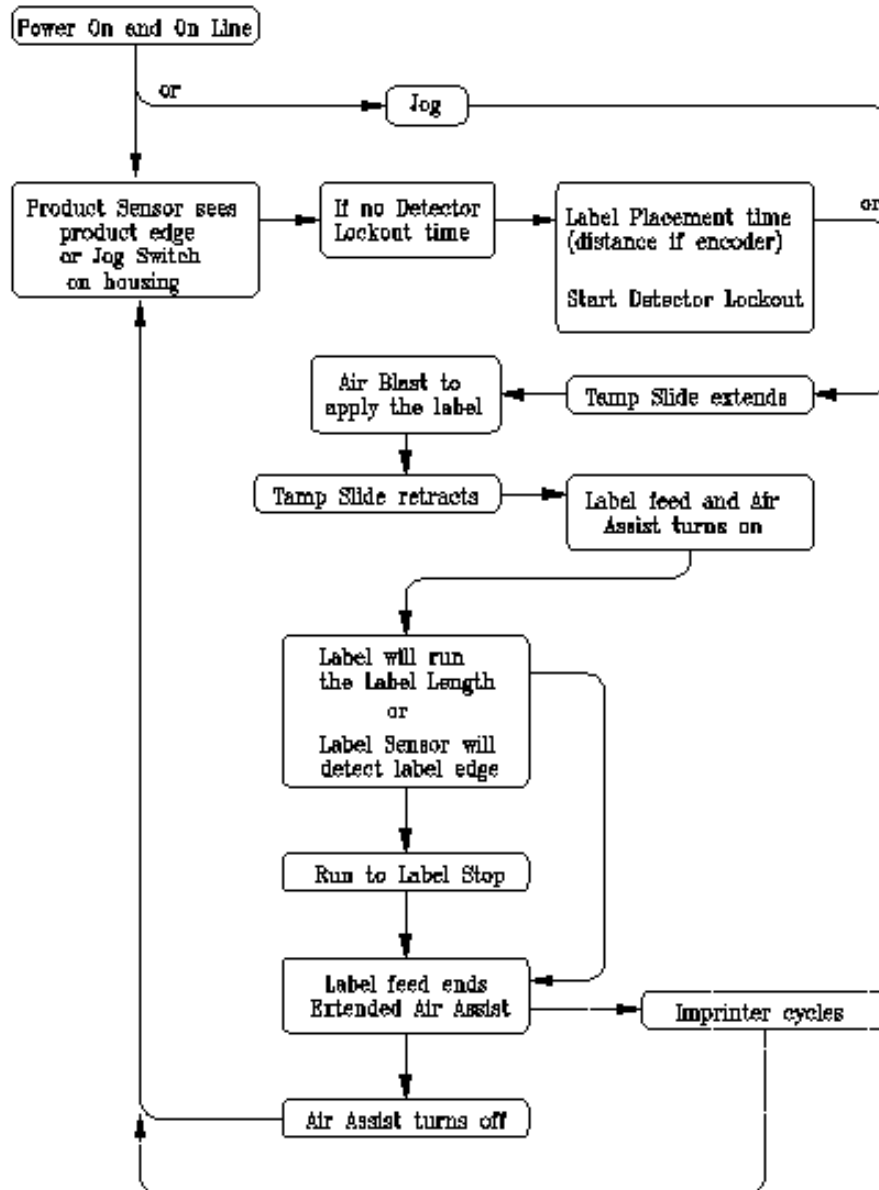 Power On and On Line
or
Jog
Product Sensor sees
product edge
or Jog Switch
on housing
If no Detector
Lockout time
Label Placement time
(distance if encoder)
Start Detector Lockout
or
Air Blast to
apply the label
Tamp Slide extends
Tamp Slide retracts
Label feed and Air
Assist turns on
Label will run
the Label Length
or
Label Sensor will
detect label edge
Run to Label Stop
Label feed ends
Extended Air Assist
Imprinter cycles
Air Assist turns off